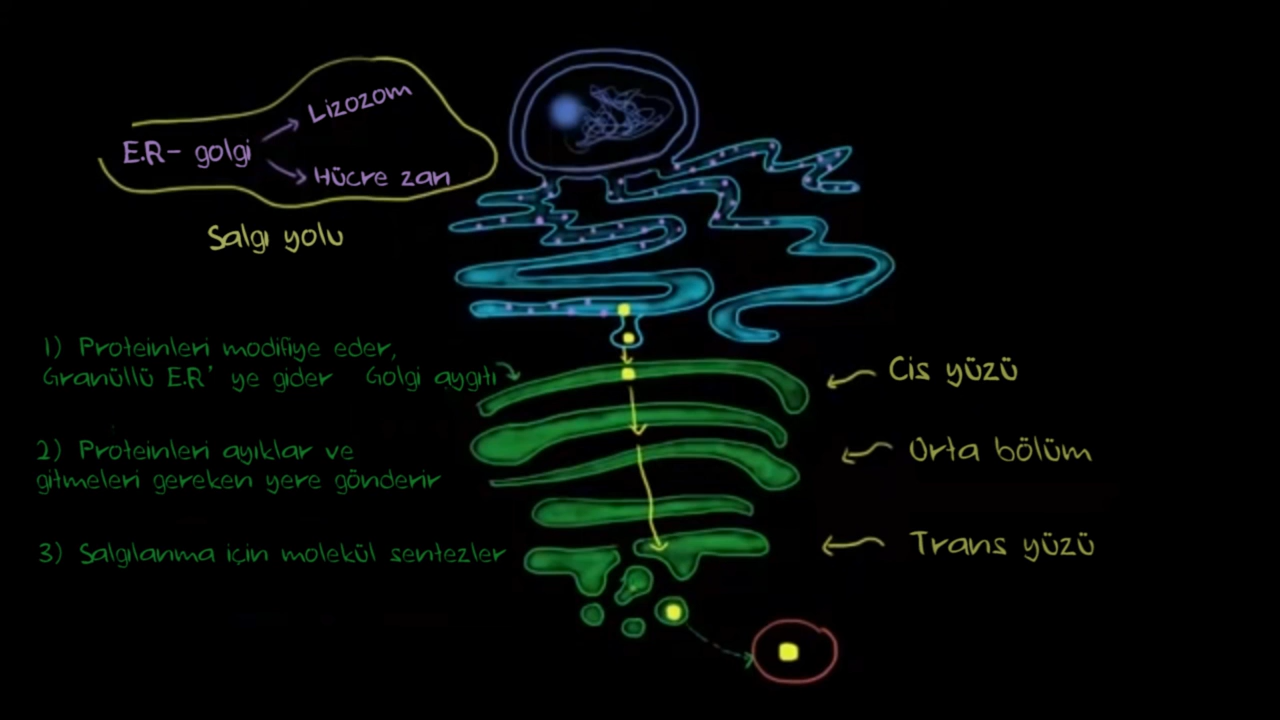 Lizozom
E.R- golgi
Hücre zarı
Salgı yolu
1) Proteinleri modifiye eder,
Granüllü E.R' ye gider
Golgi aygıtı
Cis yüzü
2) Proteinleri ayıklar ve
gitmeleri gereken yere gönderir
Orta bölüm
3) Salgılanma için molekül sentezler
Trans yüzü